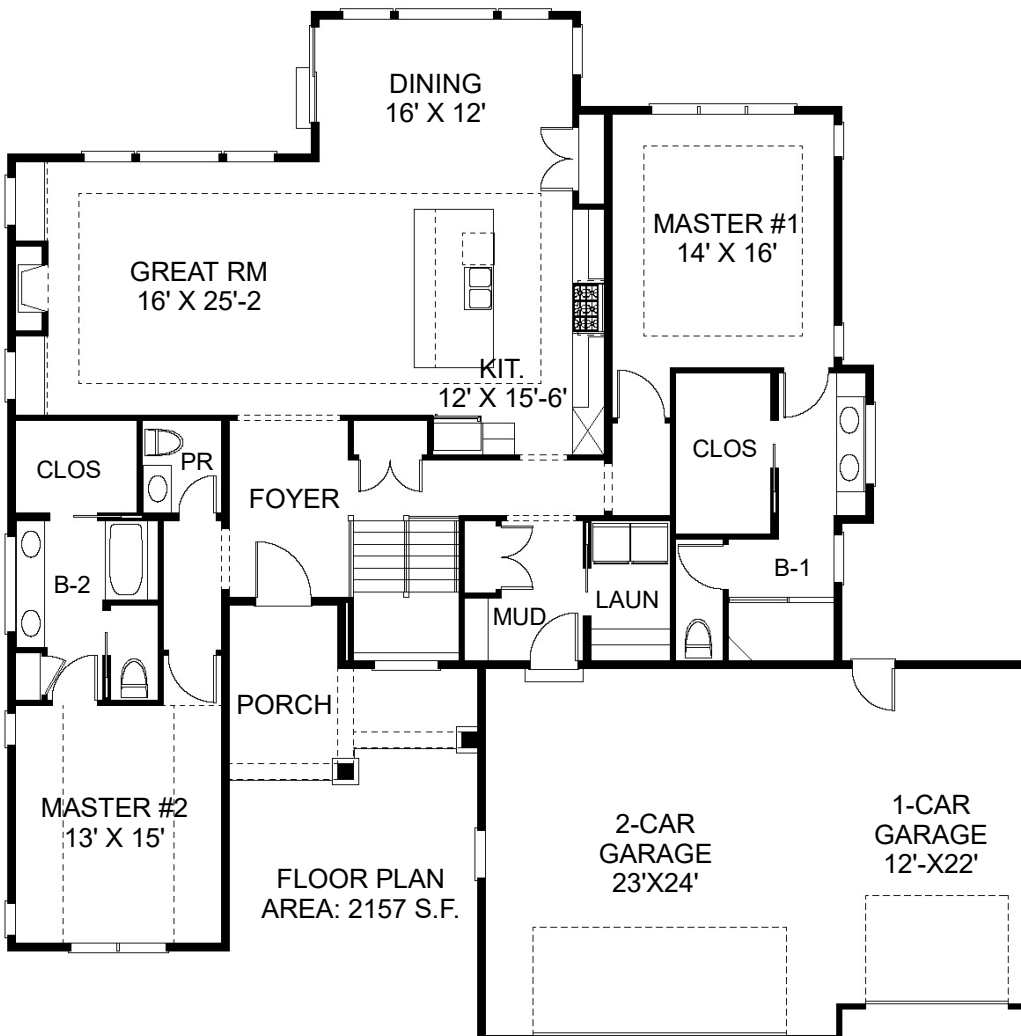 DINING
16' X 12'
MASTER #1
14' X 16'
GREAT RM
16' X 25'-2
KIT.
12' X 15'-6'
CLOS
PR
CLOS
FOYER
B-2
B-1
MUD
LAUN
PORCH
MASTER #2
13' X 15'
2-CAR
GARAGE
23'X24'
1-CAR
GARAGE
12'-X22'
FLOOR PLAN
AREA: 2157 S.F.